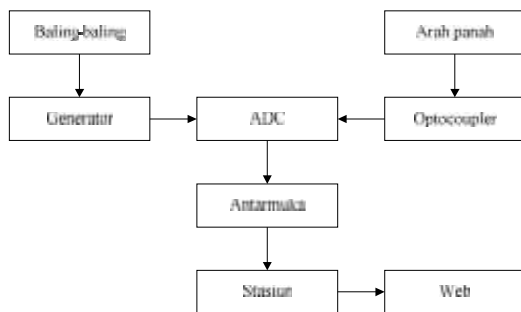 Baling-baling
Arah panah
Generator
ADC
Optocoupler
Antarmuka
Stasiun
Web